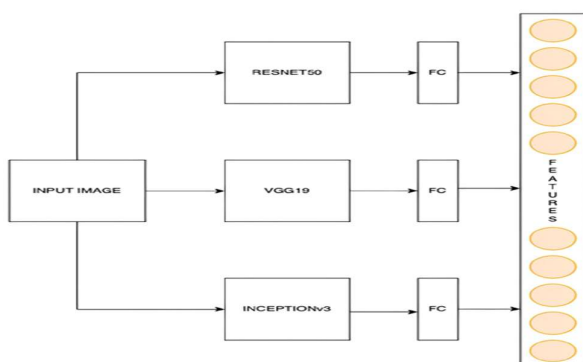 RESNET50
FC
INPUT IMAGE
VGG19
FC
INCEPTIONv3
FC
FEATURES